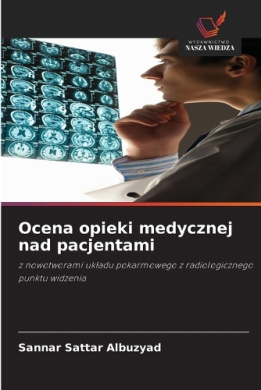 WYDAWNICTWO
NASZA WIEDZA
Ocena opieki medycznej
nad pacjentami
z nowotworami układu pokarmowego z radiologicznego
punktu widzenia
Sannar Sattar Albuzyad